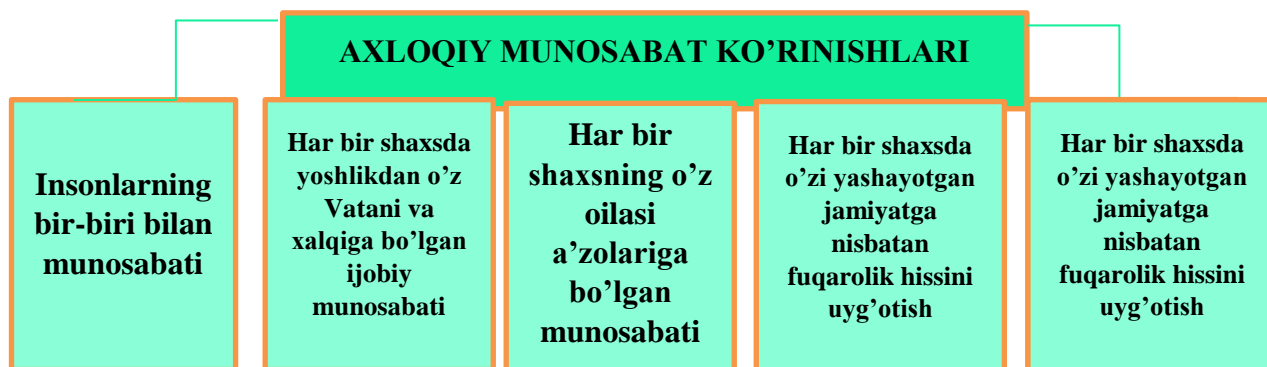 AXLOQIY MUNOSABAT KO’RINISHLARI
Insonlarning
bir-biri bilan
munosabati
Har bir shaxsda
yoshlikdan o’z
Vatani va
xalqiga bo’lgan
ijobiy
munosabati
Har bir
shaxsning o’z
oilasi
a’zolariga
bo’lgan
munosabati
Har bir shaxsda
o’zi yashayotgan
jamiyatga
nisbatan
fuqarolik hissini
uyg’otish
Har bir shaxsda
o’zi yashayotgan
jamiyatga
nisbatan
fuqarolik hissini
uyg’otish